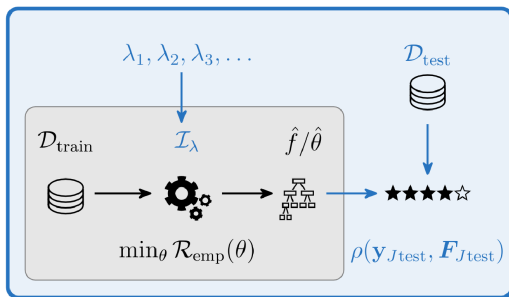 λ₁, λ₂, λ₃, . . .
𝒟test
𝒟train
ℐλ
f̂/θ̂
minθ ℛemp(θ)
ρ(𝐲Jtest, 𝑭Jtest)